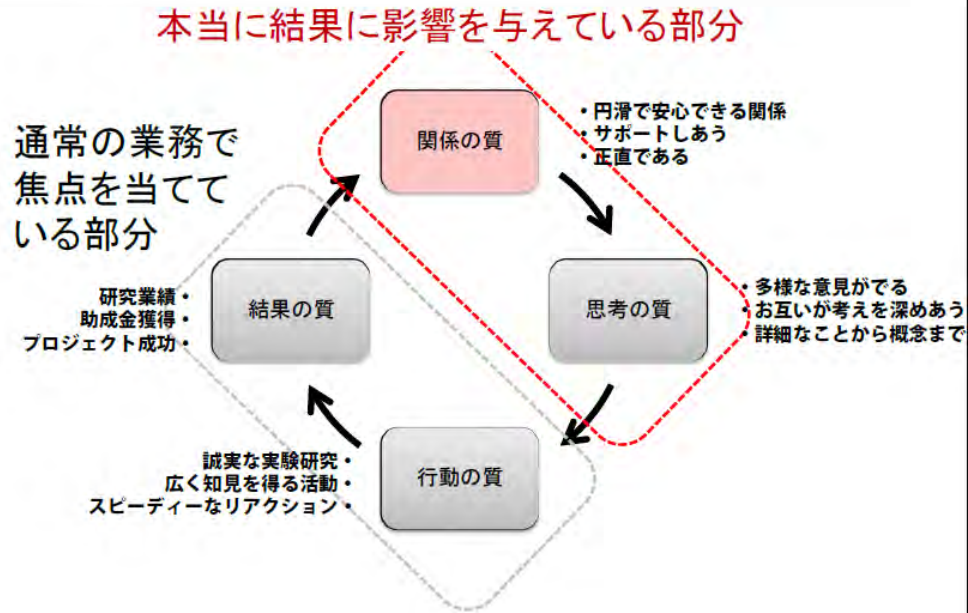 本当に結果に影響を与えている部分
通常の業務で
焦点を当てて
いる部分
関係の質
・円滑で安心できる関係
・サポートしあう
・正直である
思考の質
・多様な意見がでる
・お互いが考えを深めあう
・詳細なことから概念まで
行動の質
誠実な実験研究・
広く知見を得る活動・
スピーディーなリアクション・
結果の質
研究業績・
助成金獲得・
プロジェクト成功・